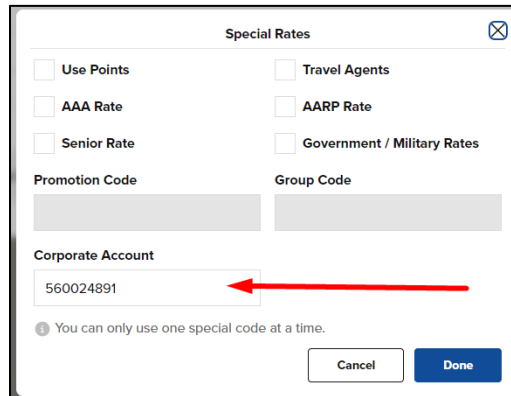 Special Rates
Use Points
Travel Agents
AAA Rate
AARP Rate
Senior Rate
Government / Military Rates
Promotion Code
Group Code
Corporate Account
560024891
You can only use one special code at a time.
Cancel
Done